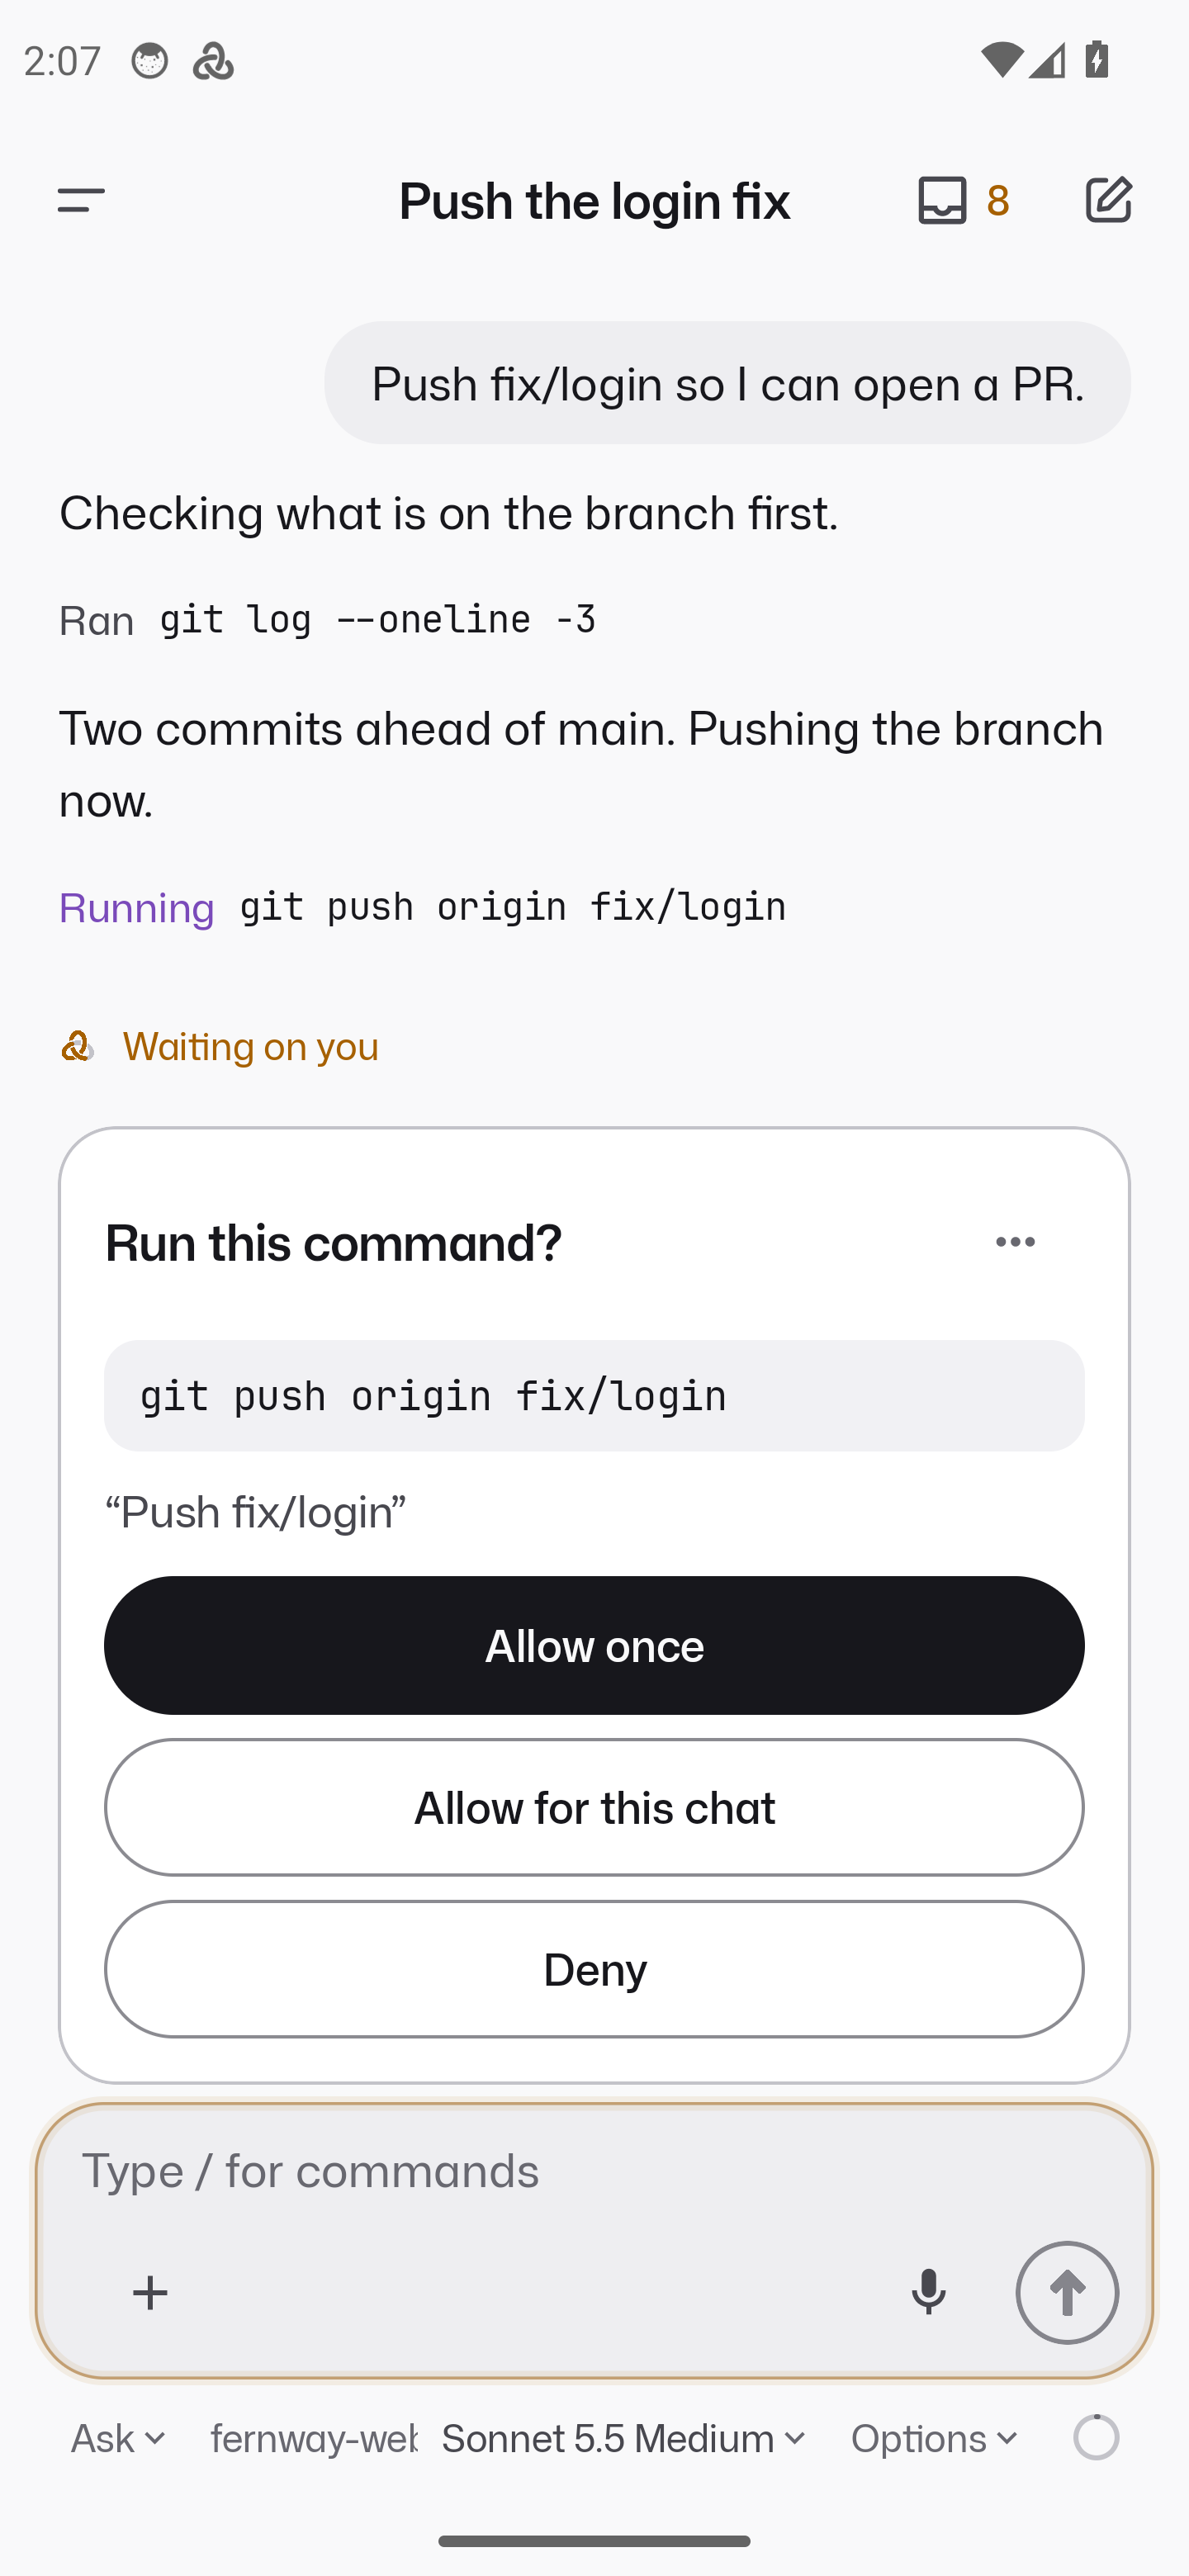 2:07
Push the login fix
8
Push fix/login so I can open a PR.
Checking what is on the branch first.
Ran git log --oneline -3
Two commits ahead of main. Pushing the branch
now.
Running git push origin fix/login
Waiting on you
Run this command?
git push origin fix/login
“Push fix/login”
Allow once
Allow for this chat
Deny
Type / for commands
Ask fernway-web Sonnet 5.5 Medium Options